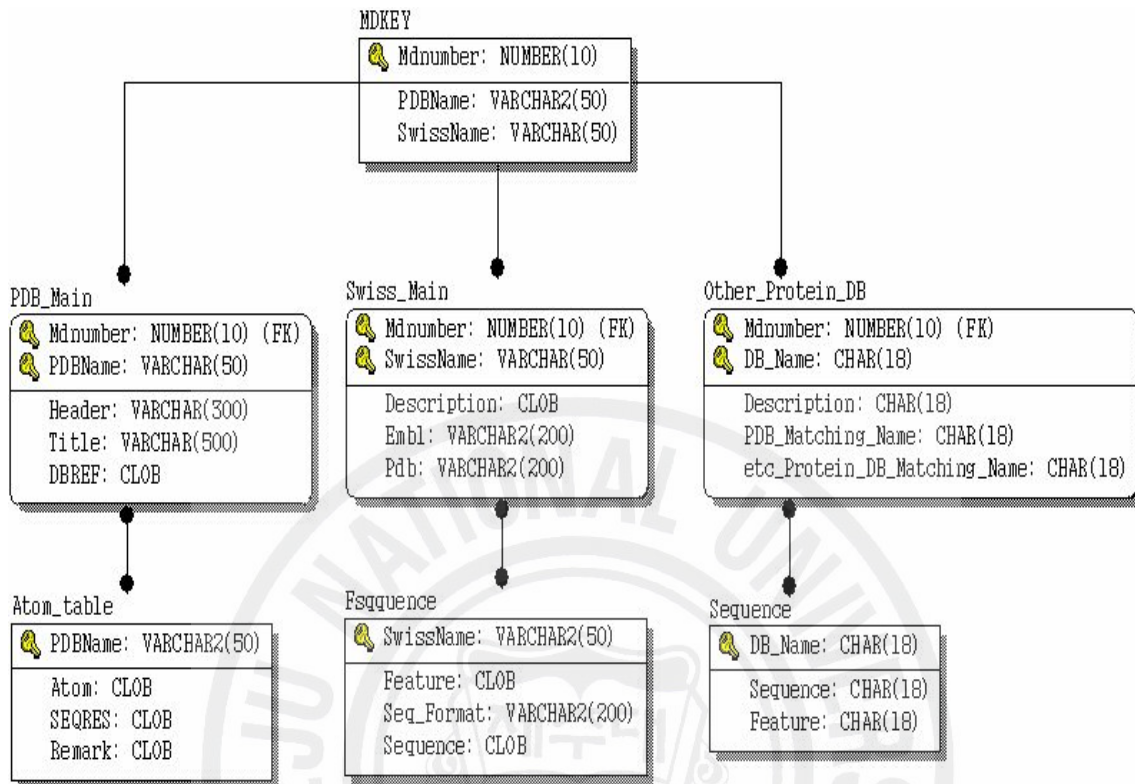 MDKEY
Mdnumber: NUMBER(10)
PDBName: VARCHAR2(50)
SwissName: VARCHAR(50)
PDB_Main
Mdnumber: NUMBER(10) (FK)
PDBName: VARCHAR(50)
Header: VARCHAR(300)
Title: VARCHAR(500)
DBREF: CLOB
Swiss_Main
Mdnumber: NUMBER(10) (FK)
SwissName: VARCHAR(50)
Description: CLOB
Embl: VARCHAR2(200)
Pdb: VARCHAR2(200)
Other_Protein_DB
Mdnumber: NUMBER(10) (FK)
DB_Name: CHAR(18)
Description: CHAR(18)
PDB_Matching_Name: CHAR(18)
etc_Protein_DB_Matching_Name: CHAR(18)
Atom_table
PDBName: VARCHAR2(50)
Atom: CLOB
SEQRES: CLOB
Remark: CLOB
Fsqquence
SwissName: VARCHAR2(50)
Feature: CLOB
Seq_Format: VARCHAR2(200)
Sequence: CLOB
Sequence
DB_Name: CHAR(18)
Sequence: CHAR(18)
Feature: CHAR(18)
JU NATIONAL UNIVERS